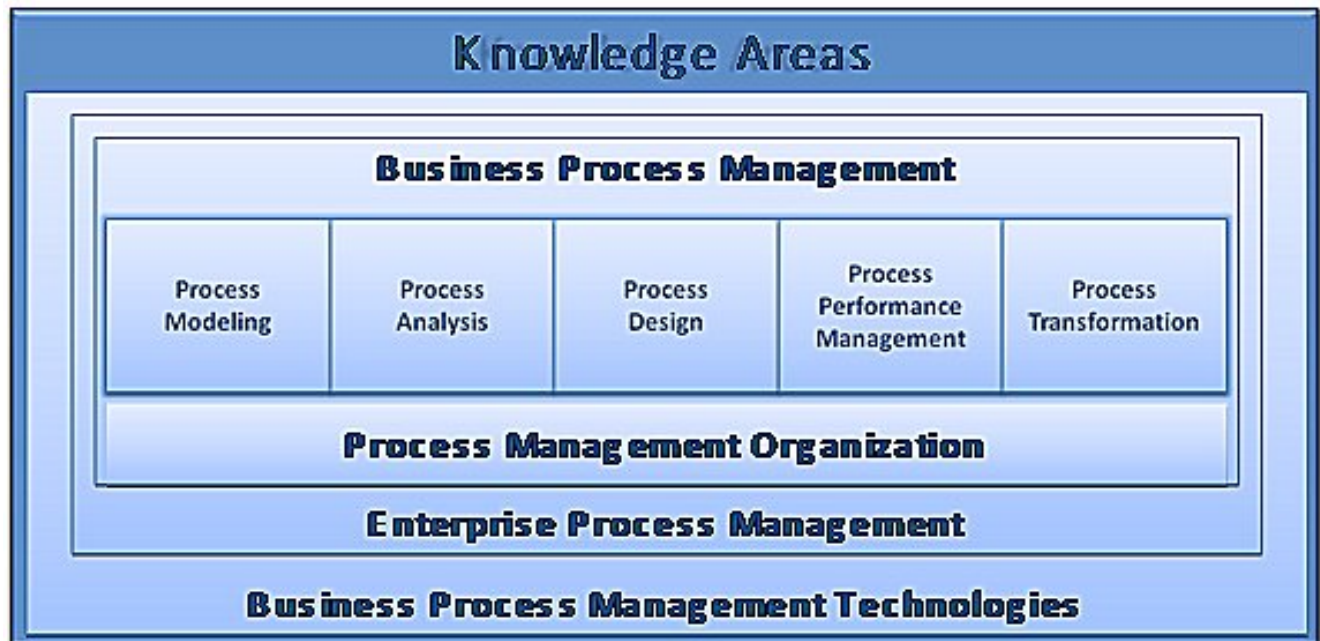 Knowledge Areas
Business Process Management
Process
Modeling
Process
Analysis
Process
Design
Process
Performance
Management
Process
Transformation
Process Management Organization
Enterprise Process Management
Business Process Management Technologies